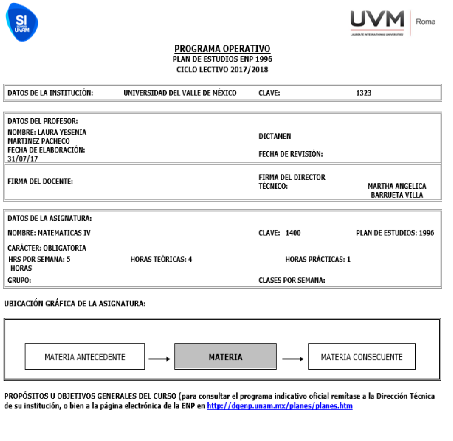 SI
UNAM
UVM Roma
PROGRAMA OPERATIVO
PLAN DE ESTUDIOS ENP 1996
CICLO LECTIVO 2017/2018
DATOS DE LA INSTITUCIÓN: UNIVERSIDAD DEL VALLE DE MÉXICO CLAVE: 1323
DATOS DEL PROFESOR:
NOMBRE: LAURA YESENIA
MARTINEZ PACHECO
DICTAMEN
FECHA DE ELABORACIÓN:
31/07/17
FECHA DE REVISIÓN:
FIRMA DEL DOCENTE:
FIRMA DEL DIRECTOR
TÉCNICO:
MARTHA ANGELICA
BARRUETA VILLA
DATOS DE LA ASIGNATURA:
NOMBRE: MATEMATICAS IV CLAVE: 1400 PLAN DE ESTUDIOS: 1996
CARÁCTER: OBLIGATORIA
HRS POR SEMANA: 5 HORAS TEÓRICAS: 4 HORAS PRÁCTICAS: 1
HORAS
GRUPO: CLASES POR SEMANA:
UBICACIÓN GRÁFICA DE LA ASIGNATURA:
MATERIA ANTECEDENTE MATERIA MATERIA CONSECUENTE
PROPÓSITOS U OBJETIVOS GENERALES DEL CURSO (para consultar el programa indicativo oficial remítase a la Dirección Técnica
de su institución, o bien a la página electrónica de la ENP en http://dgenp.unam.mx/planes/planes.htm